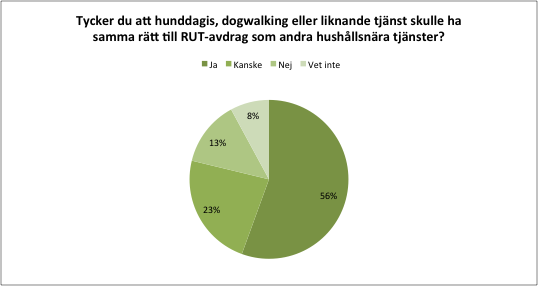 Tycker du att hunddagis, dogwalking eller liknande tjänst skulle ha
samma rätt till RUT-avdrag som andra hushållsnära tjänster?
Ja Kanske Nej Vet inte
8%
13%
56%
23%